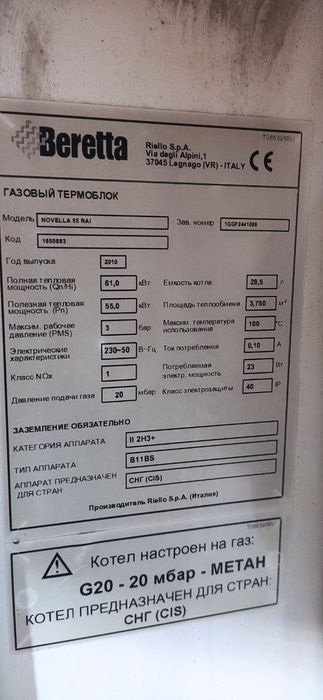 T066395RU
Beretta
Riello S.p.A.
Via degli Alpini,1
37045 Legnago (VR) - ITALY
CE
ГАЗОВЫЙ ТЕРМОБЛОК
Модель NOVELLA 55 RAI Зав. номер
Код 1850683
Год выпуска 2010
Полная тепловая мощность (Qn/Hi) 61,0 кВт Емкость котла 28,5 л
Полезная тепловая мощность (Pn) 55,0 кВт Площадь теплообмена 3,750 м²
Максим. рабочее давление (PMS) 3 бар Максим. температура использования 100 °C
Электрические характеристики 230~50 В~Гц Ток потребления 0,10 А
Класс NOx 1 Потребляемая электр. мощность 23 Вт
Давление подачи газа 20 мбар Класс электрозащиты 40 IP
ЗАЗЕМЛЕНИЕ ОБЯЗАТЕЛЬНО
КАТЕГОРИЯ АППАРАТА II 2H3+
ТИП АППАРАТА B11BS
АППАРАТ ПРЕДНАЗНАЧЕН ДЛЯ СТРАН: СНГ (CIS)
Производитель Riello S.p.A. (Италия)
T066395RU
Котел настроен на газ:
G20 - 20 мбар - МЕТАН
КОТЕЛ ПРЕДНАЗНАЧЕН ДЛЯ СТРАН:
СНГ (CIS)